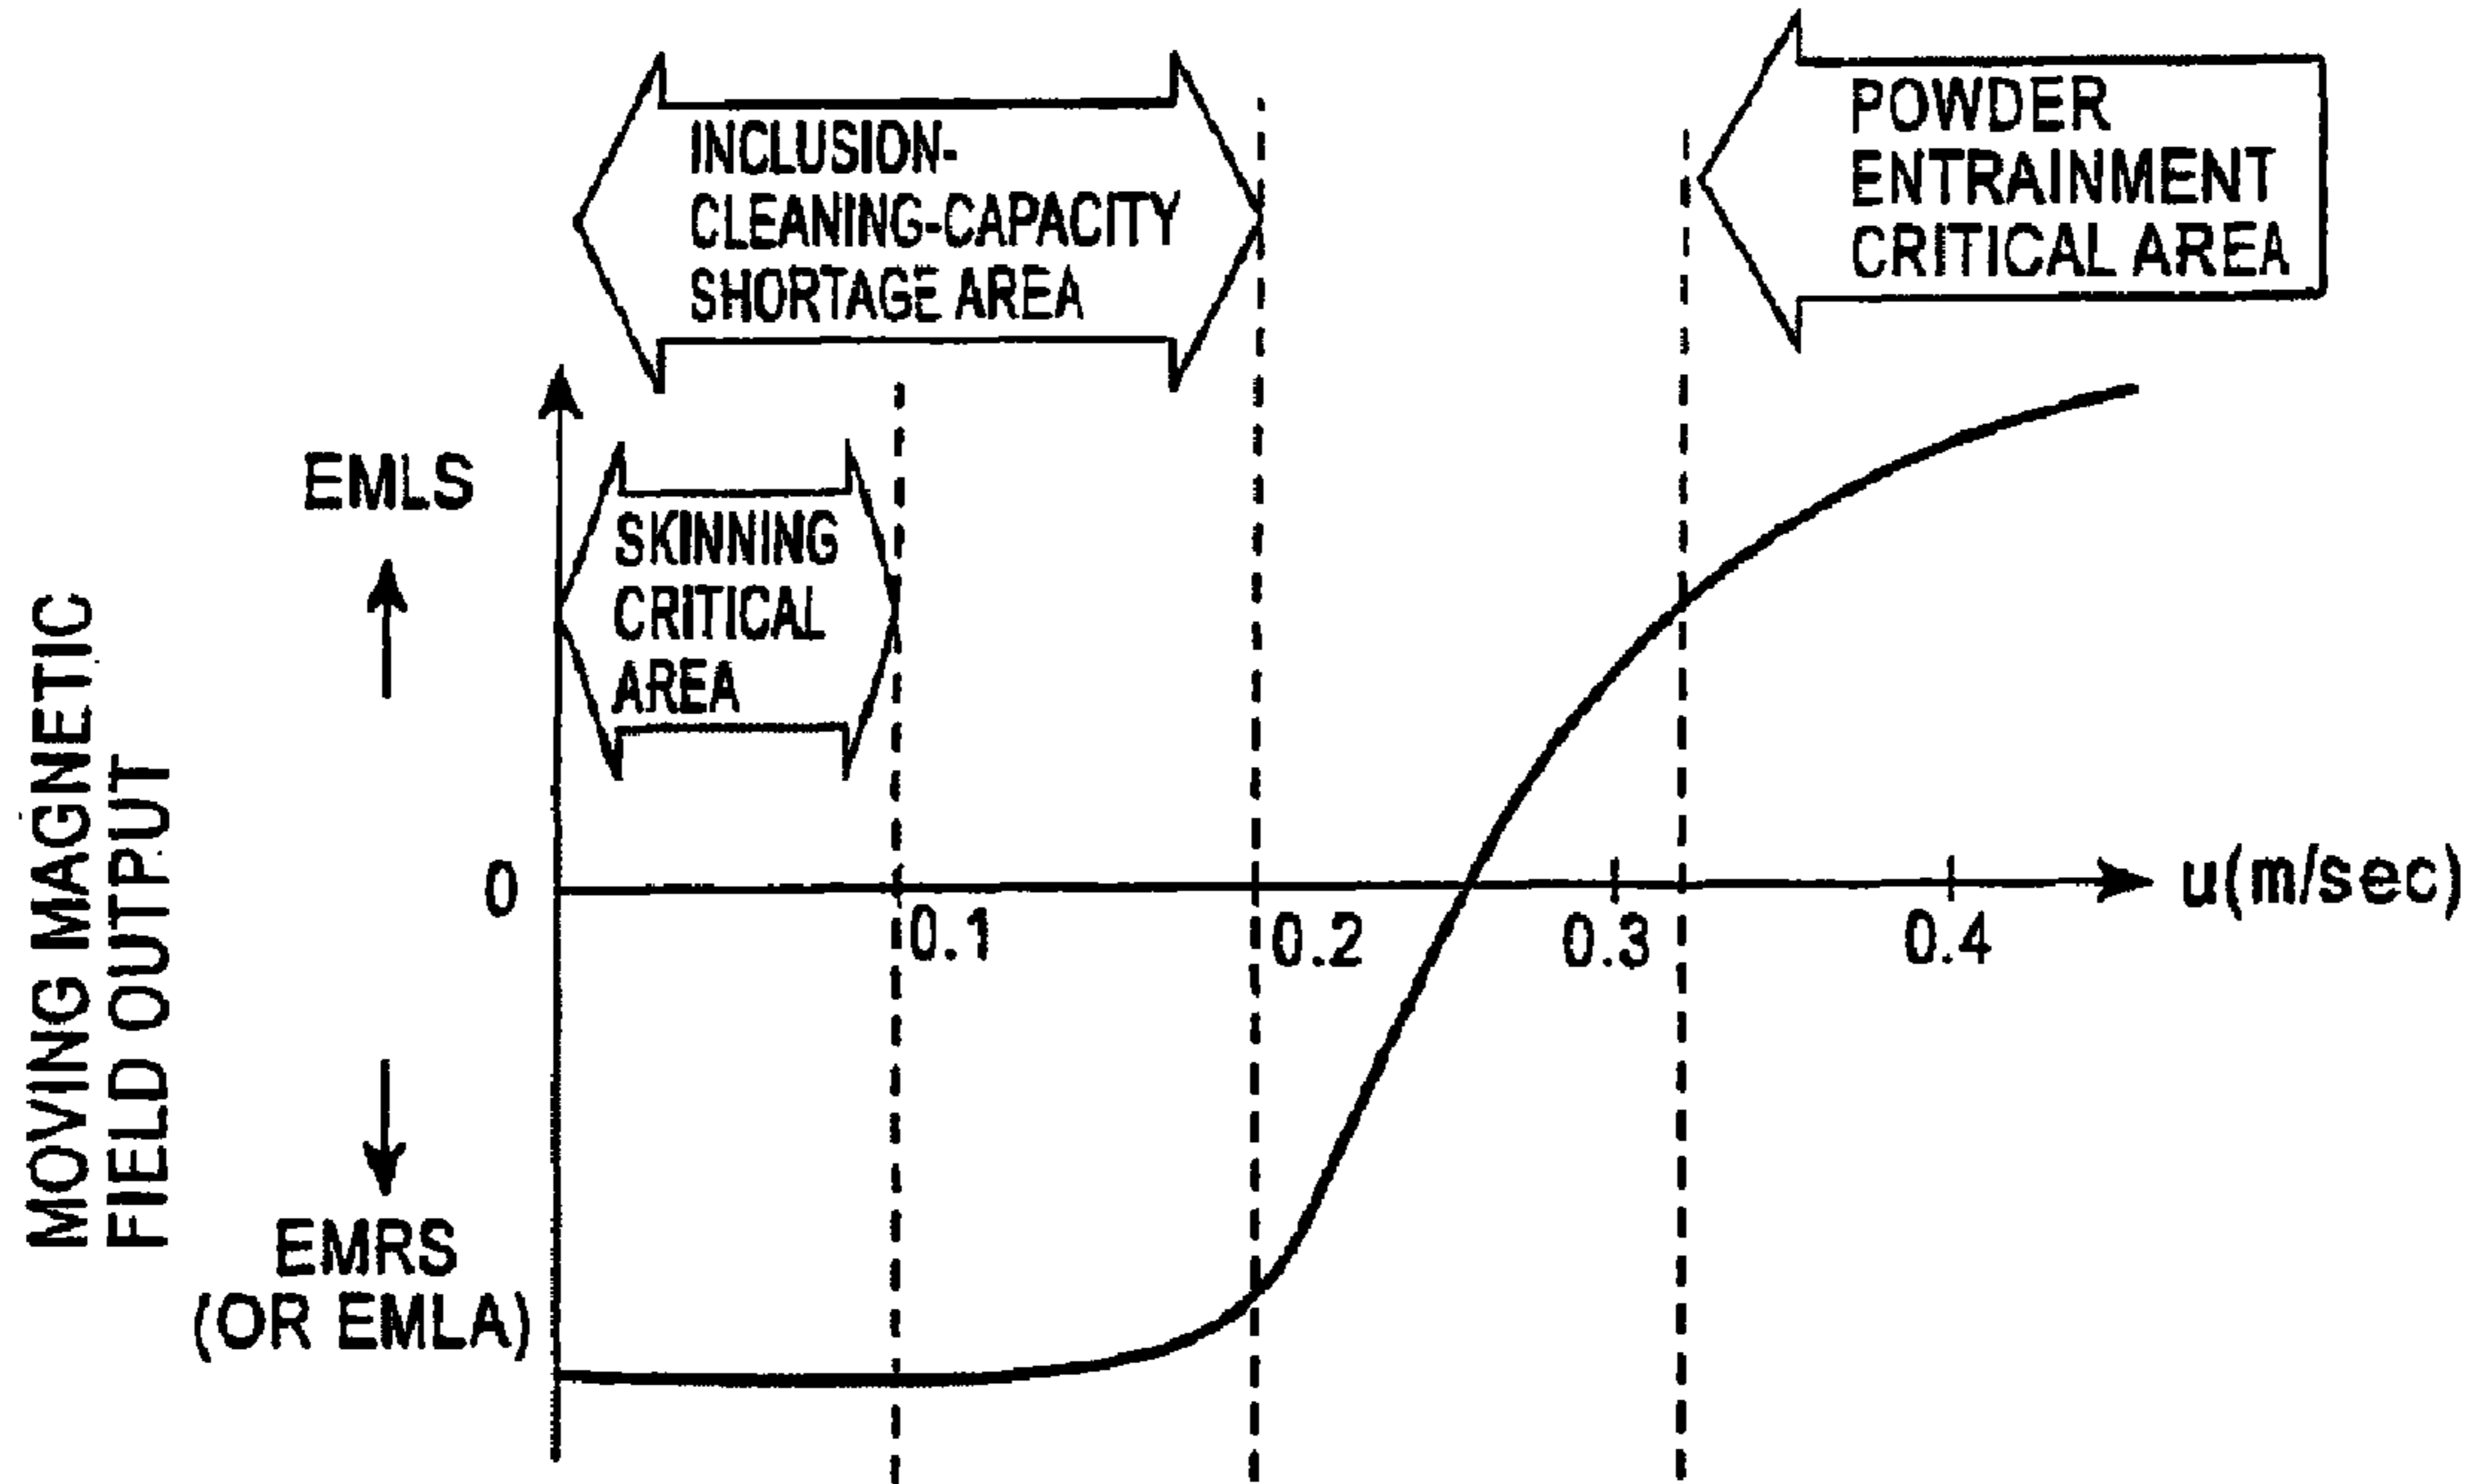 INCLUSION-
CLEANING-CAPACITY
SHORTAGE AREA
POWDER
ENTRAINMENT
CRITICAL AREA
EMLS
SKINNING
CRITICAL
AREA
MOVING MAGNETIC
FIELD OUTPUT
0
0.1
0.2
0.3
0.4
u(m/sec)
EMRS
(OR EMLA)